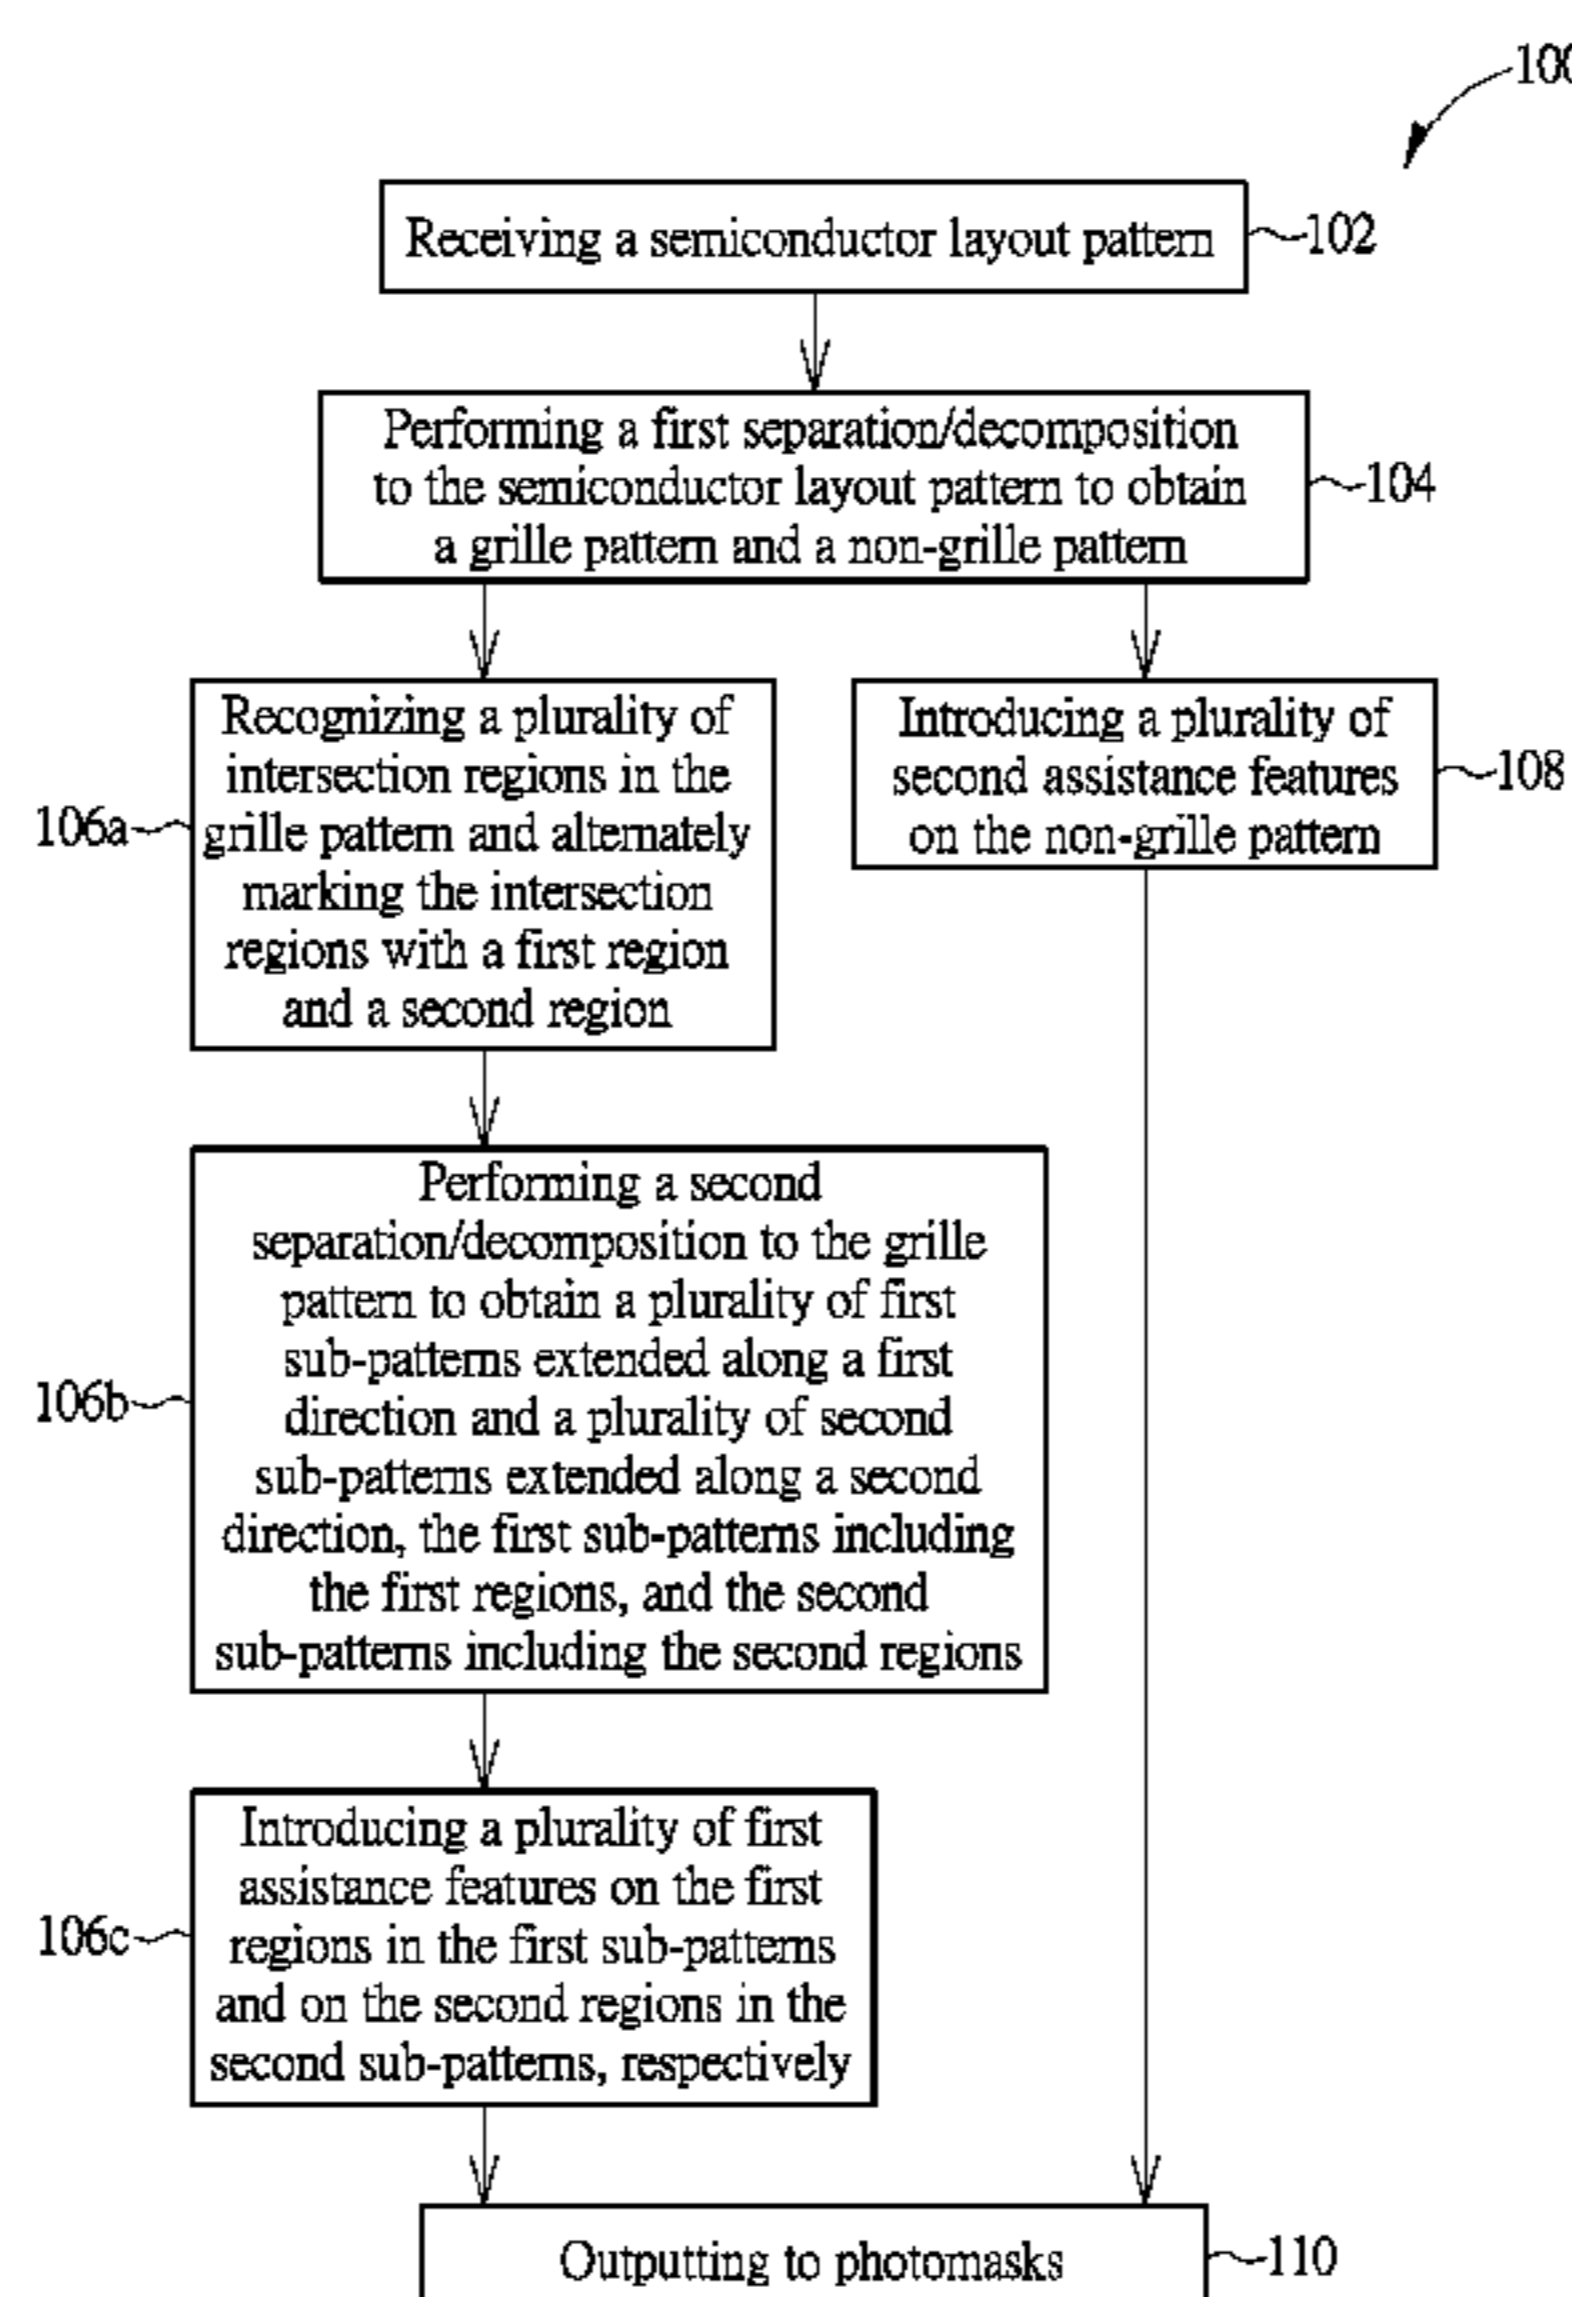 100
Receiving a semiconductor layout pattern
102
Performing a first separation/decomposition
to the semiconductor layout pattern to obtain
a grille pattern and a non-grille pattern
104
Recognizing a plurality of
intersection regions in the
grille pattern and alternately
marking the intersection
regions with a first region
and a second region
106a
Introducing a plurality of
second assistance features
on the non-grille pattern
108
Performing a second
separation/decomposition to the grille
pattern to obtain a plurality of first
sub-patterns extended along a first
direction and a plurality of second
sub-patterns extended along a second
direction, the first sub-patterns including
the first regions, and the second
sub-patterns including the second regions
106b
Introducing a plurality of first
assistance features on the first
regions in the first sub-patterns
and on the second regions in the
second sub-patterns, respectively
106c
Outputting to photomasks
110